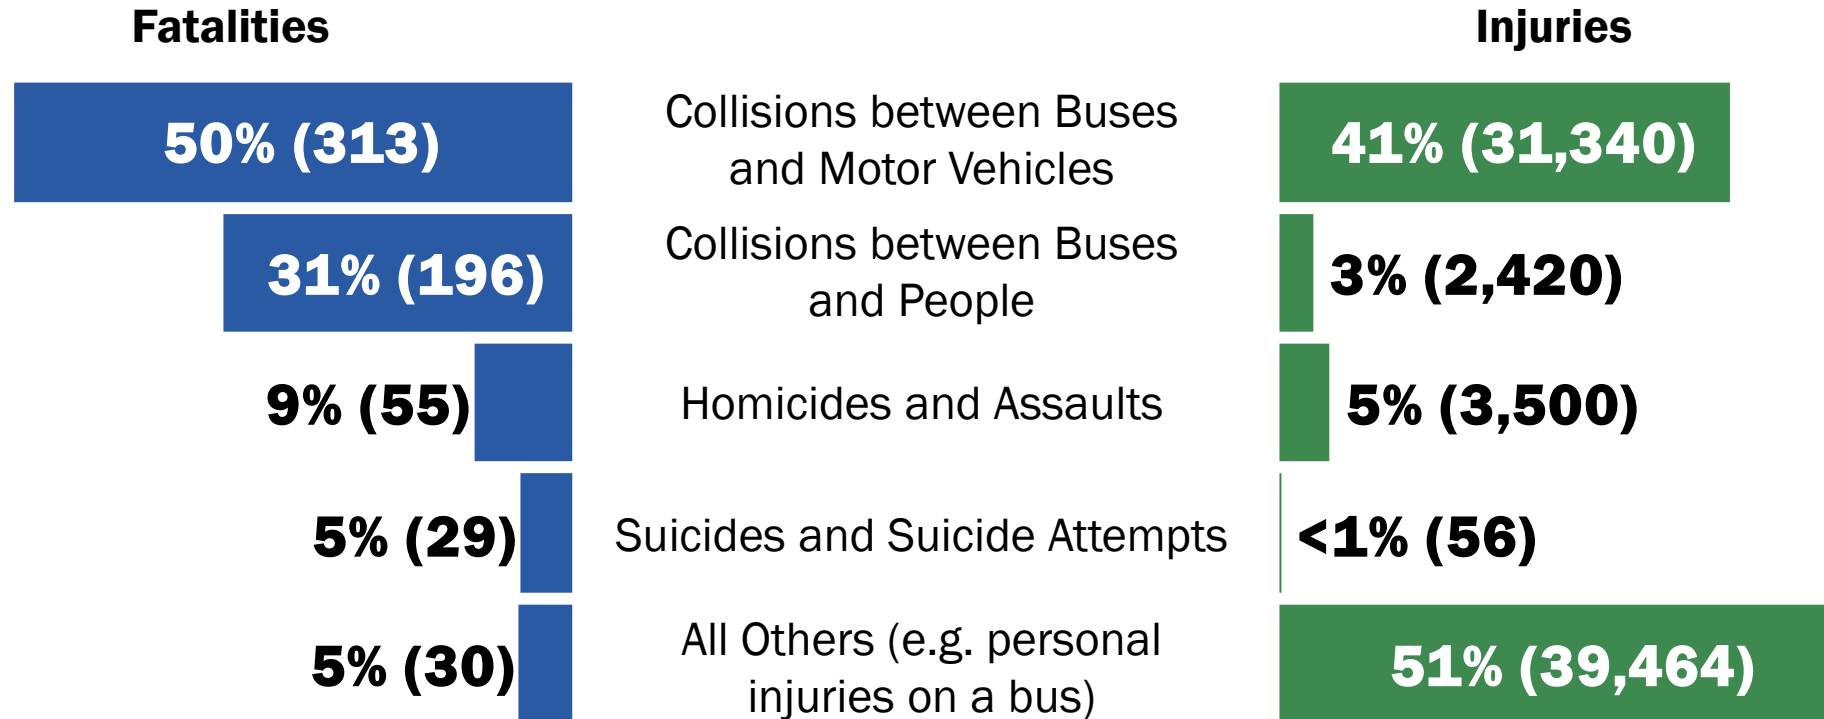 Fatalities
Injuries
50% (313)
Collisions between Buses
and Motor Vehicles
41% (31,340)
31% (196)
Collisions between Buses
and People
3% (2,420)
9% (55)
Homicides and Assaults
5% (3,500)
5% (29)
Suicides and Suicide Attempts
<1% (56)
5% (30)
All Others (e.g. personal
injuries on a bus)
51% (39,464)